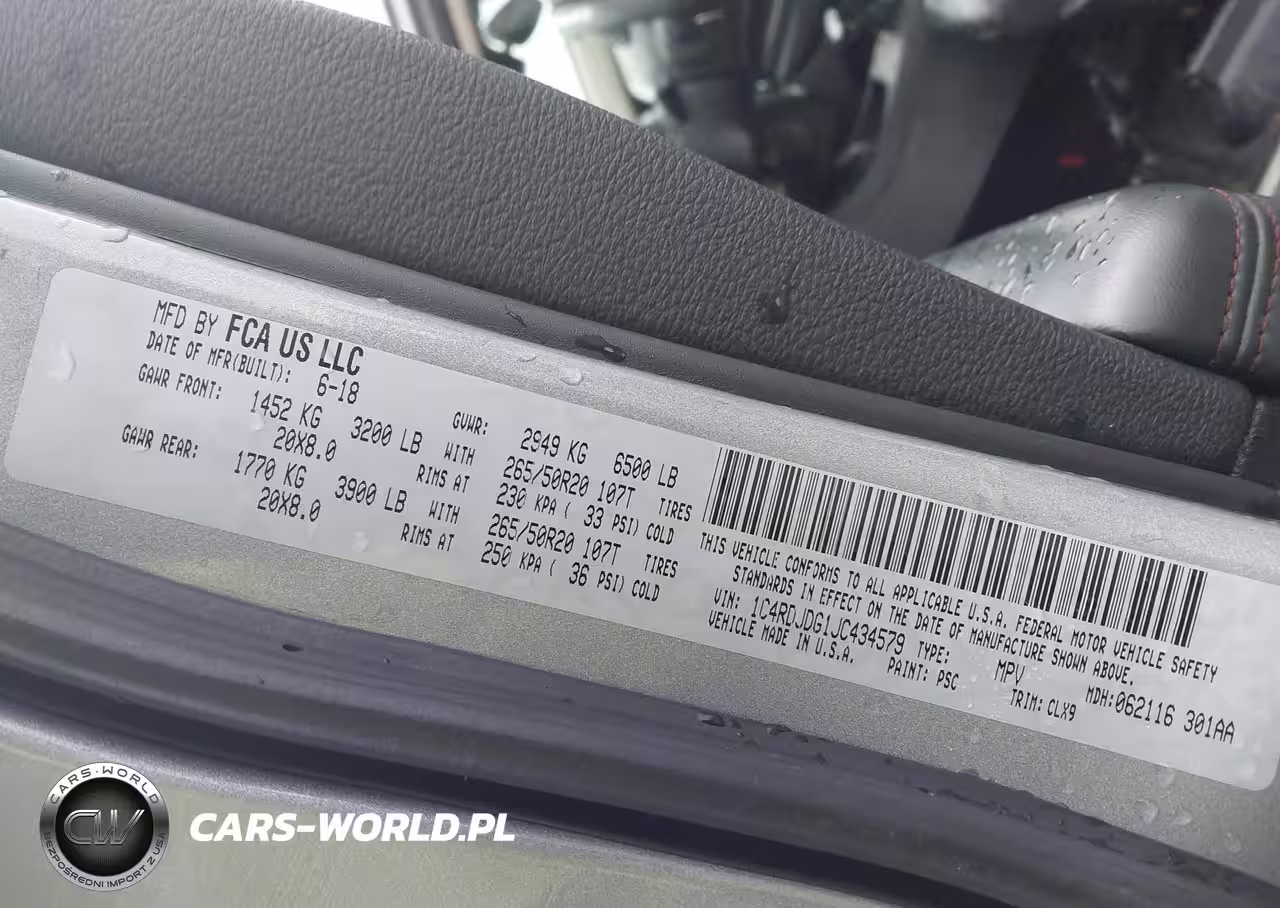 MFD BY FCA US LLC
DATE OF MFR(BUILT): 6-18
GVWR: 2949 KG 6500 LB
GAWR FRONT: 1452 KG 3200 LB WITH 265/50R20 107T TIRES
20X8.0 RIMS AT 230 KPA ( 33 PSI) COLD
GAWR REAR: 1770 KG 3900 LB WITH 265/50R20 107T TIRES
20X8.0 RIMS AT 250 KPA ( 36 PSI) COLD
THIS VEHICLE CONFORMS TO ALL APPLICABLE U.S.A. FEDERAL MOTOR VEHICLE SAFETY
STANDARDS IN EFFECT ON THE DATE OF MANUFACTURE SHOWN ABOVE.
VIN: 1C4RDJDG1JC434579 TYPE: MPV MDH:062116 301AA
VEHICLE MADE IN U.S.A. PAINT: PSC TRIM:CLX9
CARS-WORLD
CW
BEZPOŚREDNI IMPORT Z USA
CARS-WORLD.PL